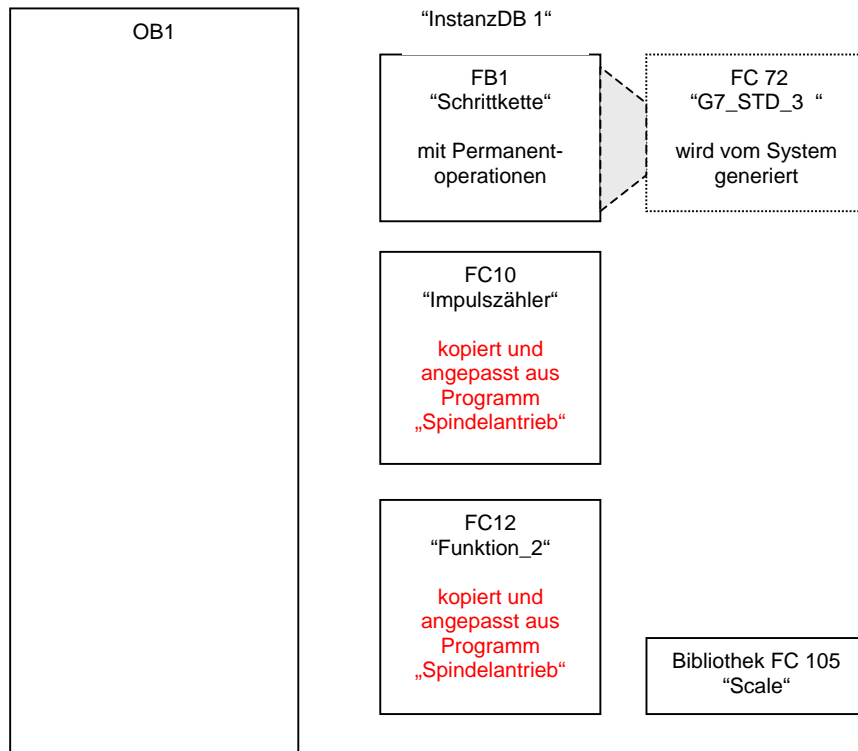 OB1
“InstanzDB 1“
FB1
“Schrittkette“
mit Permanent-
operationen
FC 72
“G7_STD_3 “
wird vom System
generiert
FC10
“Impulszähler“
kopiert und
angepasst aus
Programm
„Spindelantrieb“
FC12
“Funktion_2“
kopiert und
angepasst aus
Programm
„Spindelantrieb“
Bibliothek FC 105
“Scale“